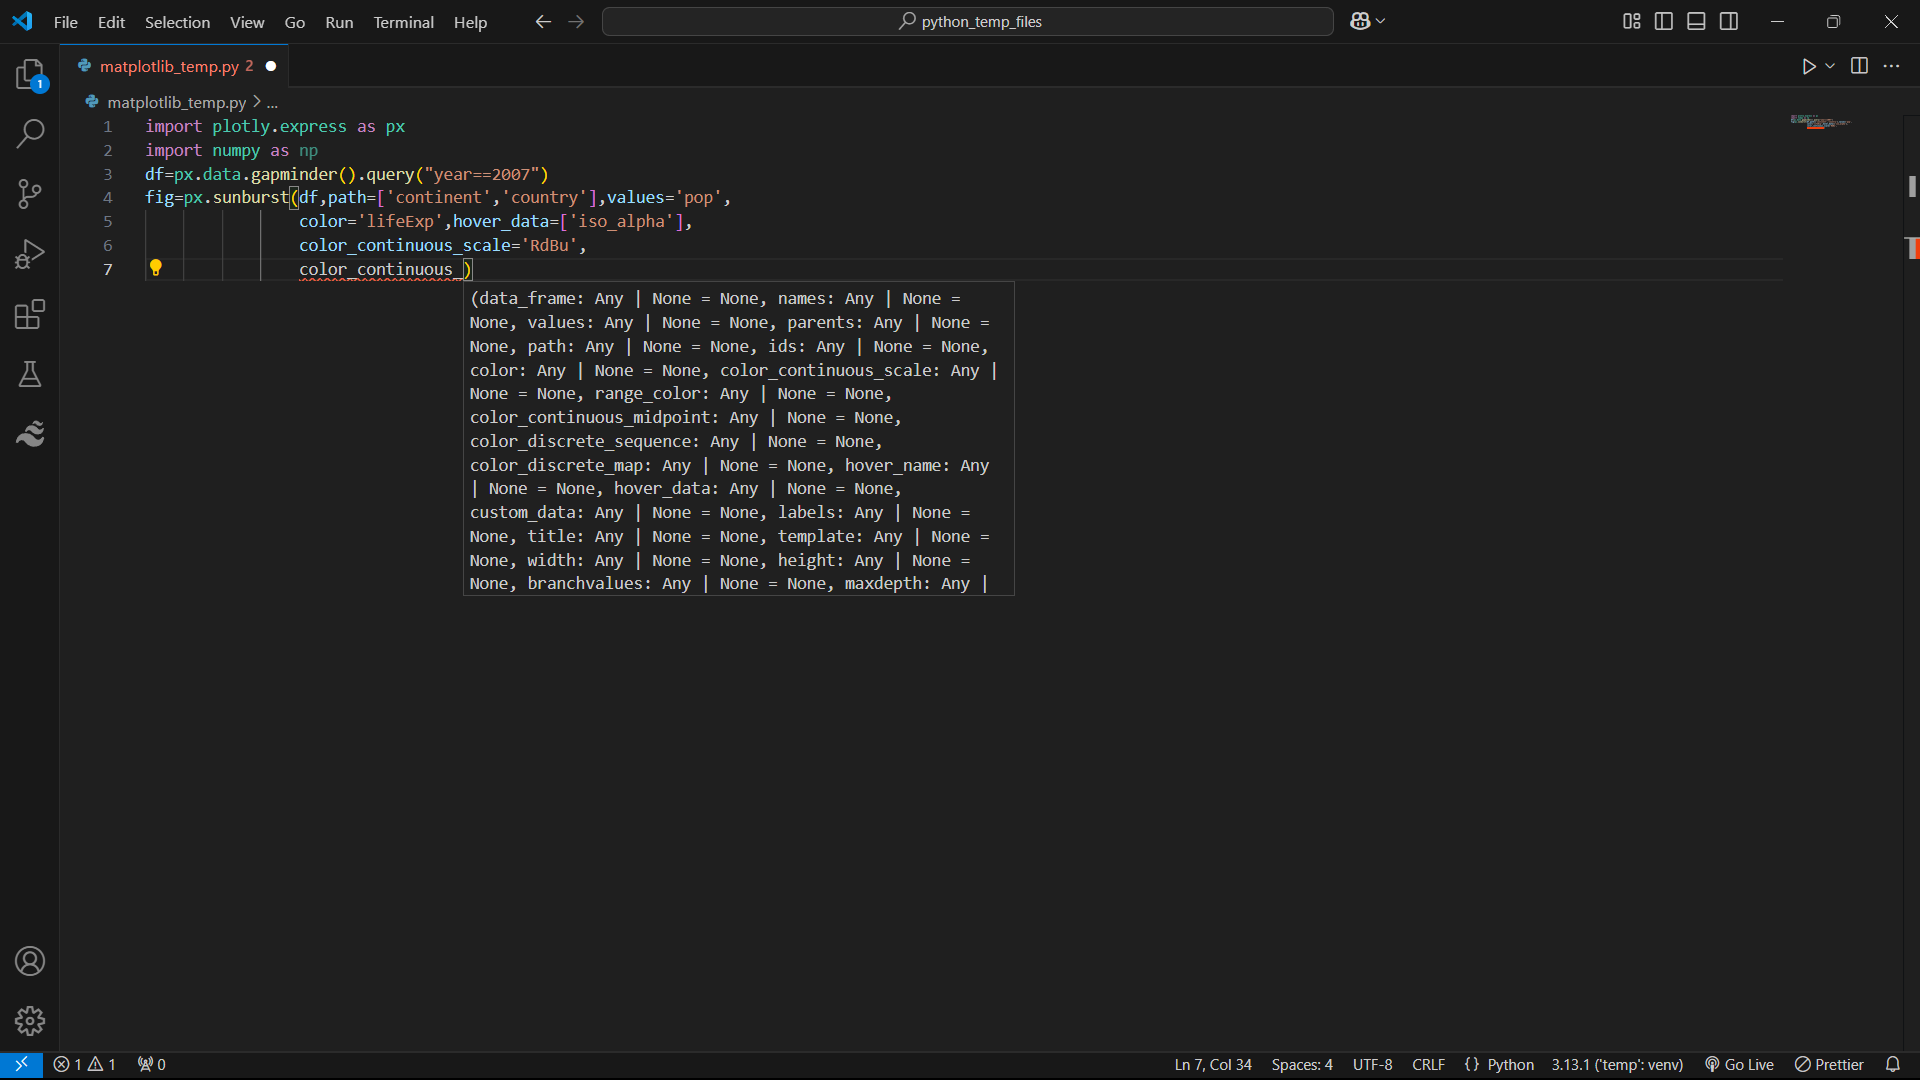 File Edit Selection View Go Run Terminal Help
python_temp_files
1
matplotlib_temp.py 2
matplotlib_temp.py > ...
1 import plotly.express as px
2 import numpy as np
3 df=px.data.gapminder().query("year==2007")
4 fig=px.sunburst(df,path=['continent','country'],values='pop',
5 color='lifeExp',hover_data=['iso_alpha'],
6 color_continuous_scale='RdBu',
7 color_continuous_)
(data_frame: Any | None = None, names: Any | None =
None, values: Any | None = None, parents: Any | None =
None, path: Any | None = None, ids: Any | None = None,
color: Any | None = None, color_continuous_scale: Any |
None = None, range_color: Any | None = None,
color_continuous_midpoint: Any | None = None,
color_discrete_sequence: Any | None = None,
color_discrete_map: Any | None = None, hover_name: Any
| None = None, hover_data: Any | None = None,
custom_data: Any | None = None, labels: Any | None =
None, title: Any | None = None, template: Any | None =
None, width: Any | None = None, height: Any | None =
None, branchvalues: Any | None = None, maxdepth: Any |
1 1 0 Ln 7, Col 34 Spaces: 4 UTF-8 CRLF {} Python 3.13.1 ('temp': venv) Go Live Prettier